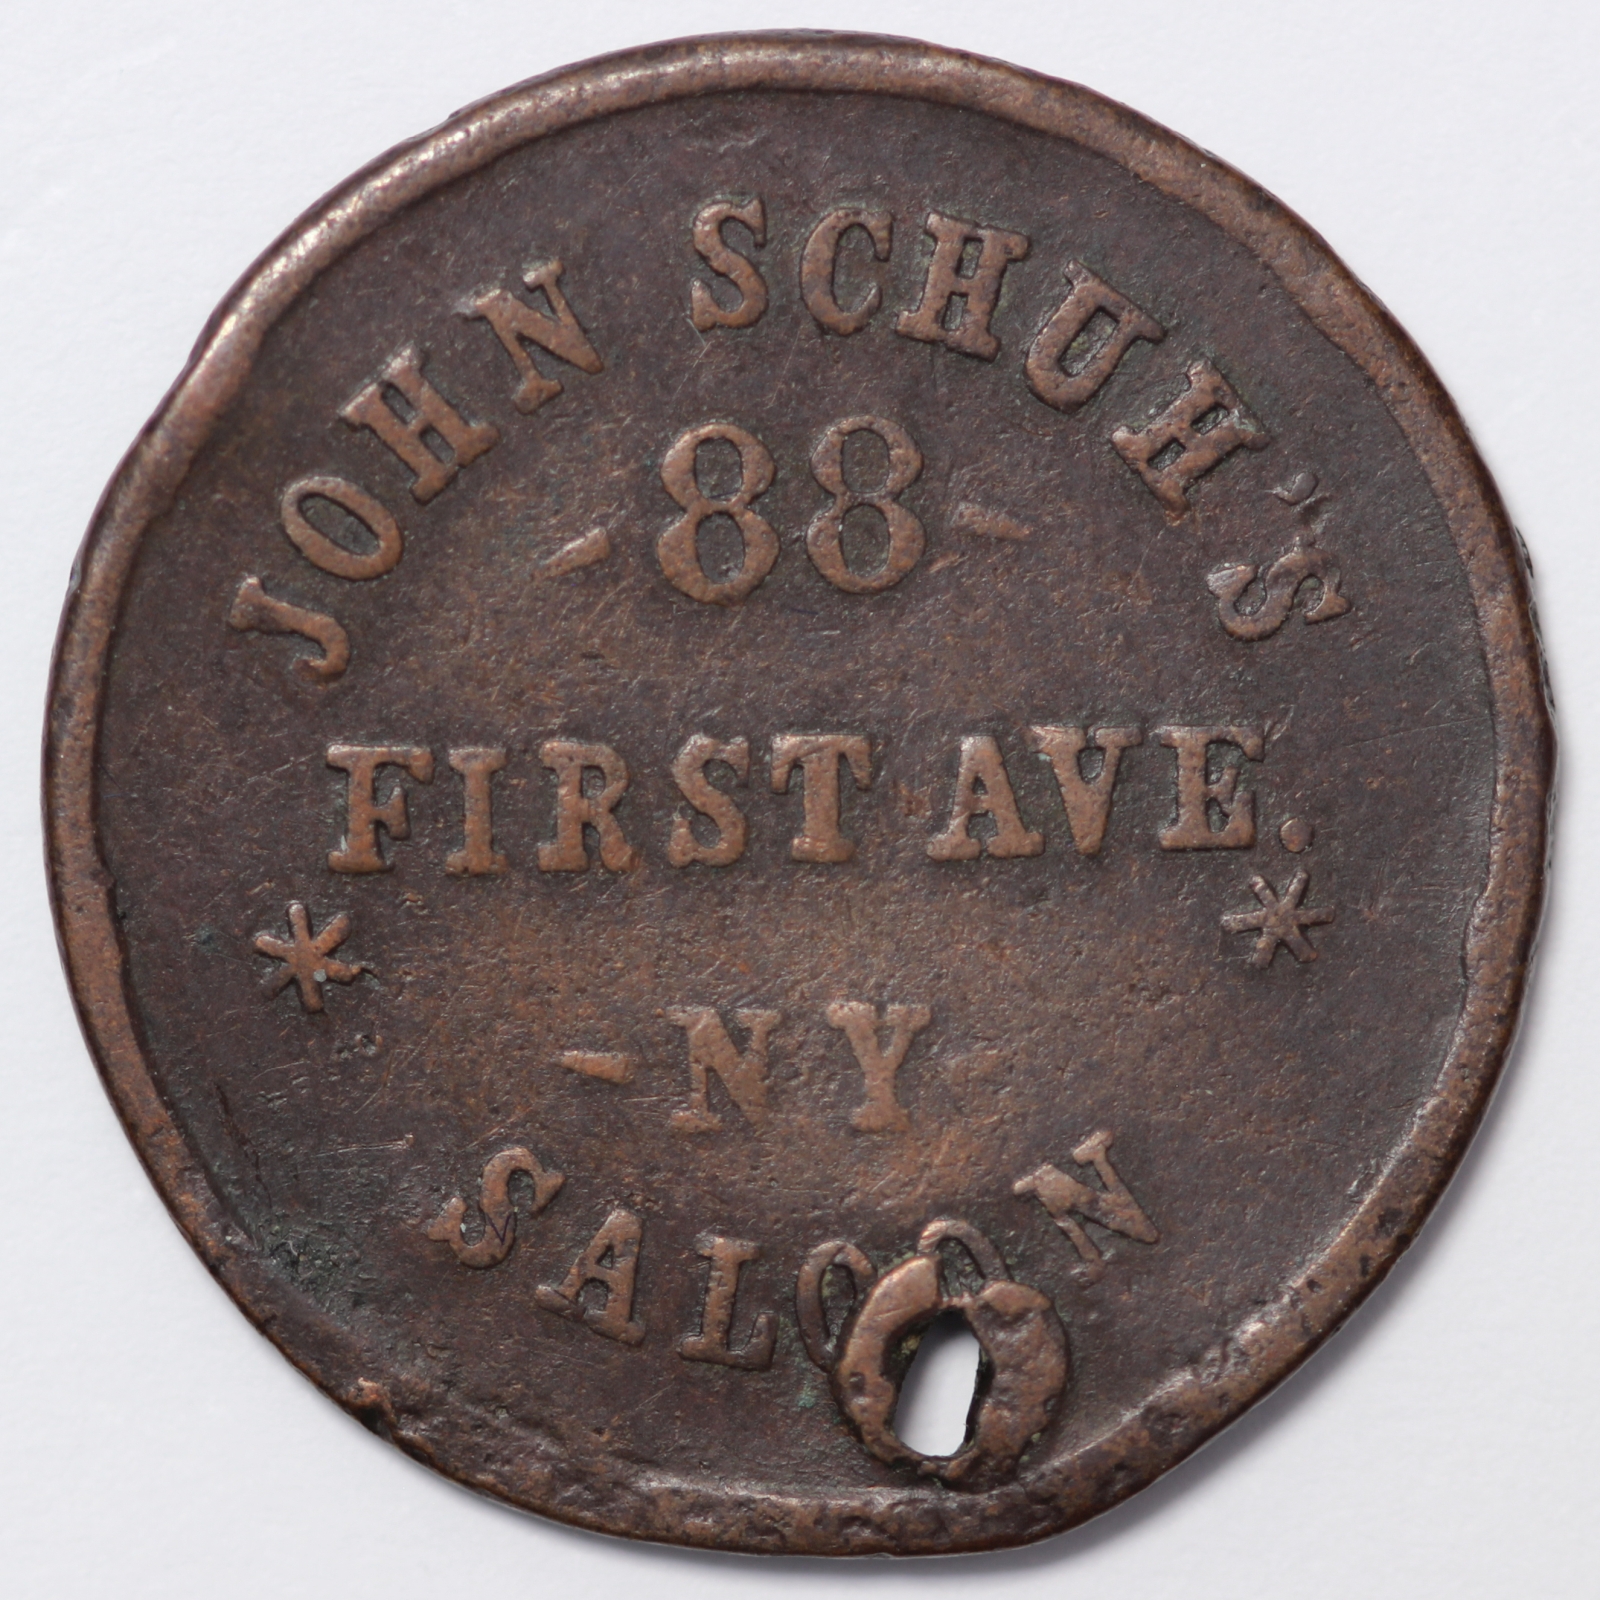 JOHN SCHUH'S
- 88 -
FIRST AVE.
* *
- NY
SALOON